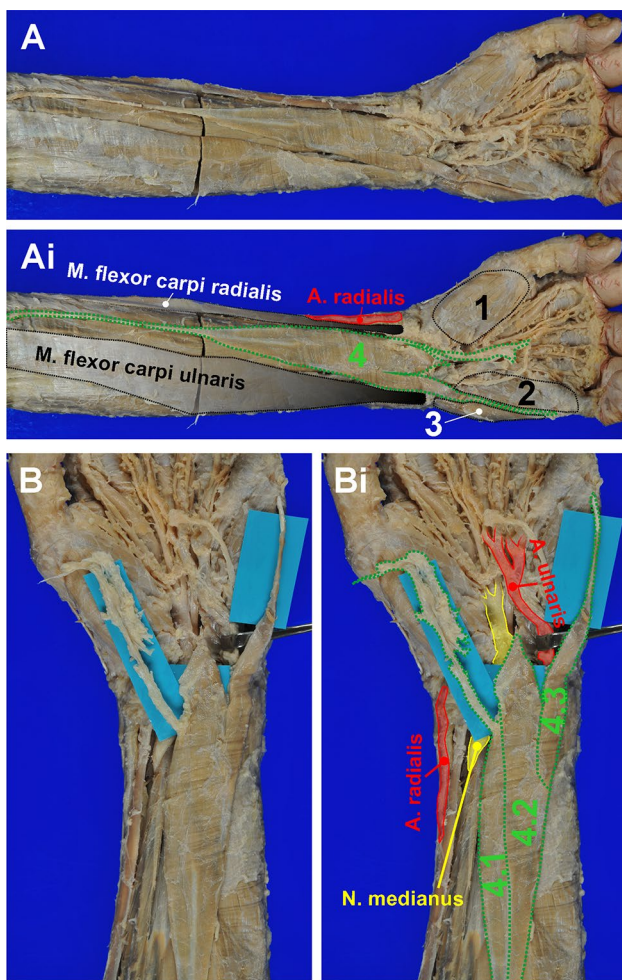 A
Ai
M. flexor carpi radialis
A. radialis
1
4
M. flexor carpi ulnaris
2
3
B
Bi
A. ulnaris
4.3
A. radialis
4.2
4.1
N. medianus